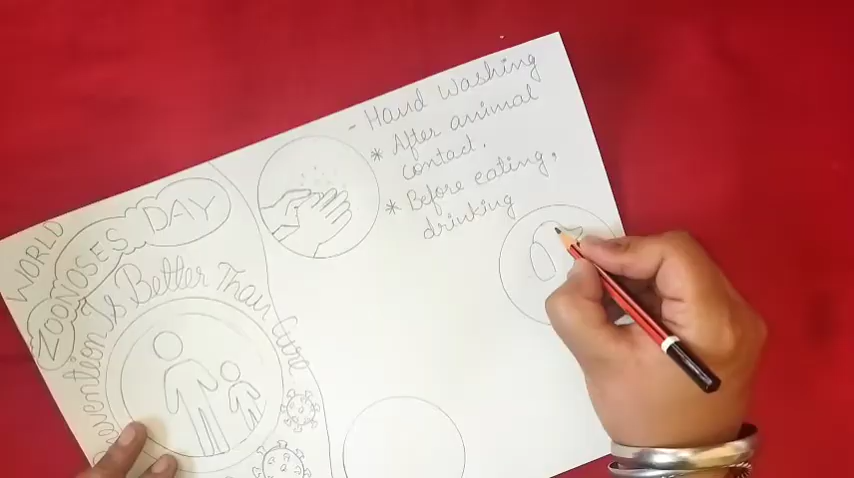 WORLD
ZOONOSES DAY
Prevention Is Better Than Cure
- Hand Washing
* After animal
contact.
* Before eating,
drinking